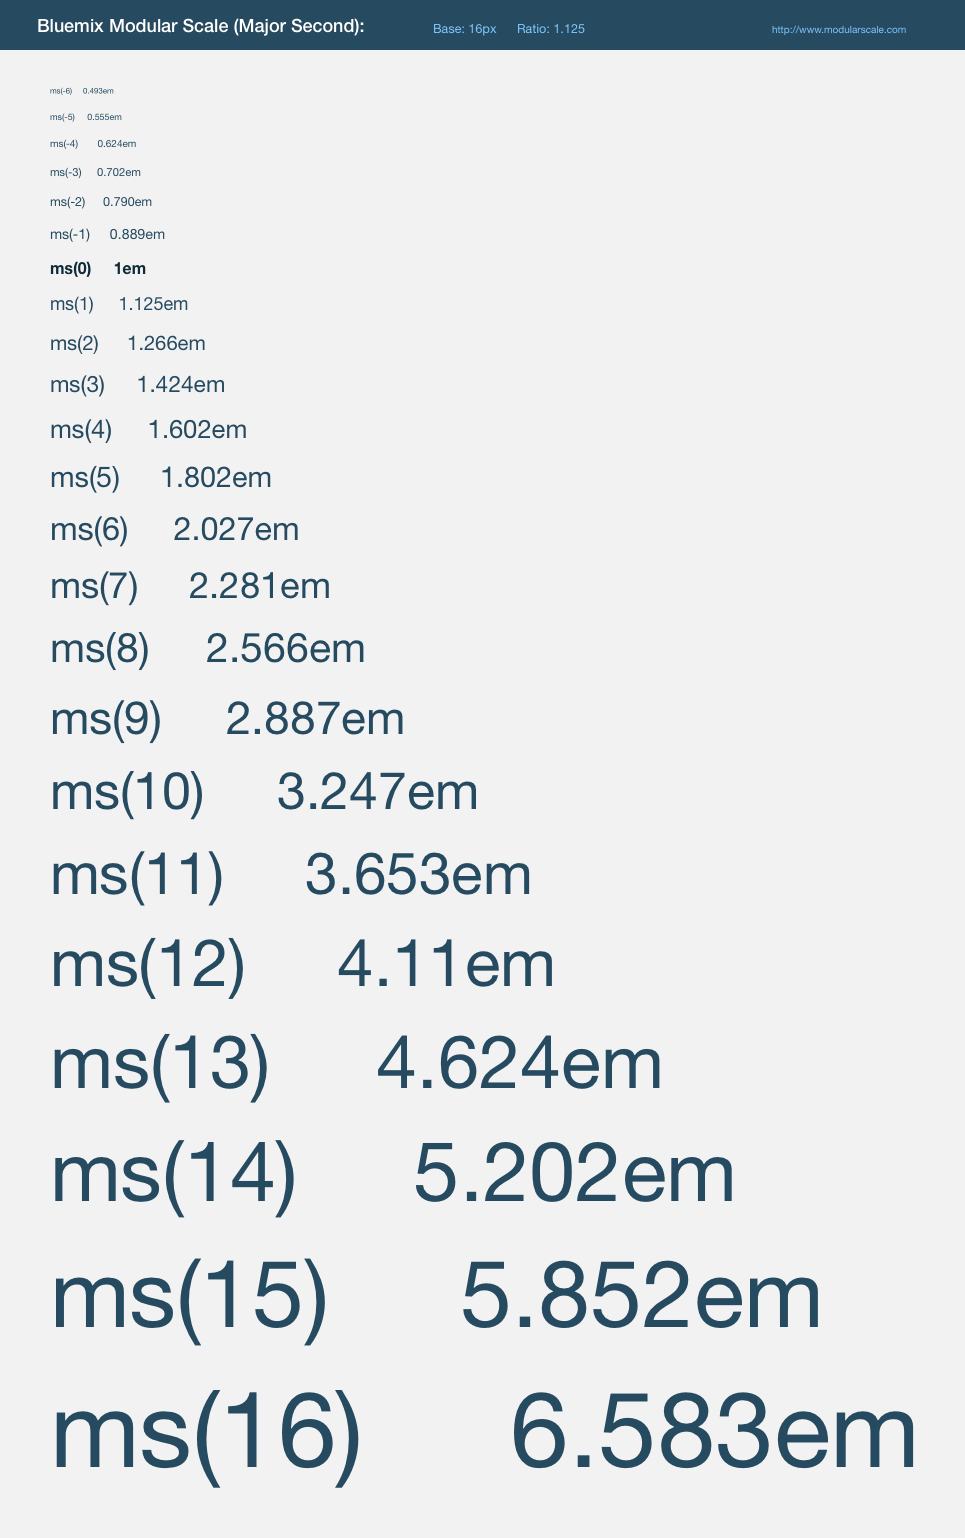 Bluemix Modular Scale (Major Second): Base: 16px Ratio: 1.125 http://www.modularscale.com
ms(-6) 0.493em
ms(-5) 0.555em
ms(-4) 0.624em
ms(-3) 0.702em
ms(-2) 0.790em
ms(-1) 0.889em
ms(0) 1em
ms(1) 1.125em
ms(2) 1.266em
ms(3) 1.424em
ms(4) 1.602em
ms(5) 1.802em
ms(6) 2.027em
ms(7) 2.281em
ms(8) 2.566em
ms(9) 2.887em
ms(10) 3.247em
ms(11) 3.653em
ms(12) 4.11em
ms(13) 4.624em
ms(14) 5.202em
ms(15) 5.852em
ms(16) 6.583em